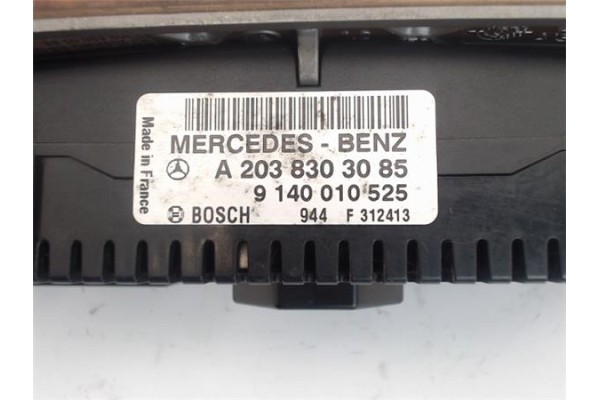 MERCEDES - BENZ
A 203 830 30 85
9 140 010 525
BOSCH 944 F 312413
Made in France